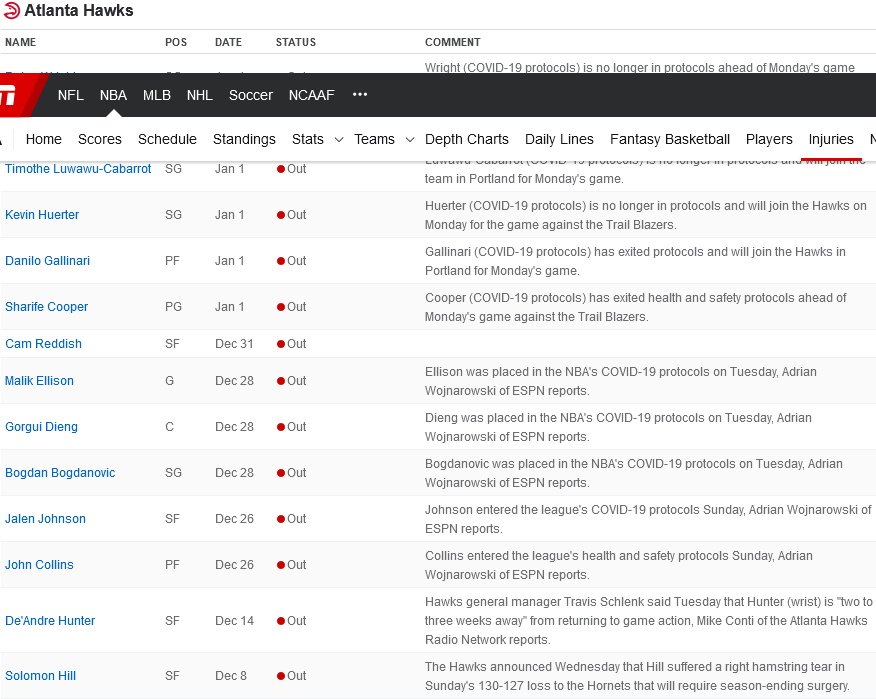 Atlanta Hawks
NAME POS DATE STATUS COMMENT
Wright (COVID-19 protocols) is no longer in protocols ahead of Monday's game
NFL NBA MLB NHL Soccer NCAAF •••
Home Scores Schedule Standings Stats Teams Depth Charts Daily Lines Fantasy Basketball Players Injuries N
Timothe Luwawu-Cabarrot SG Jan 1 Out Luwawu-Cabarrot (COVID-19 protocols) is no longer in protocols and will join the
team in Portland for Monday's game.
Kevin Huerter SG Jan 1 Out Huerter (COVID-19 protocols) is no longer in protocols and will join the Hawks on
Monday for the game against the Trail Blazers.
Danilo Gallinari PF Jan 1 Out Gallinari (COVID-19 protocols) has exited protocols and will join the Hawks in
Portland for Monday's game.
Sharife Cooper PG Jan 1 Out Cooper (COVID-19 protocols) has exited health and safety protocols ahead of
Monday's game against the Trail Blazers.
Cam Reddish SF Dec 31 Out
Malik Ellison G Dec 28 Out Ellison was placed in the NBA's COVID-19 protocols on Tuesday, Adrian
Wojnarowski of ESPN reports.
Gorgui Dieng C Dec 28 Out Dieng was placed in the NBA's COVID-19 protocols on Tuesday, Adrian
Wojnarowski of ESPN reports.
Bogdan Bogdanovic SG Dec 28 Out Bogdanovic was placed in the NBA's COVID-19 protocols on Tuesday, Adrian
Wojnarowski of ESPN reports.
Jalen Johnson SF Dec 26 Out Johnson entered the league's COVID-19 protocols Sunday, Adrian Wojnarowski of
ESPN reports.
John Collins PF Dec 26 Out Collins entered the league's health and safety protocols Sunday, Adrian
Wojnarowski of ESPN reports.
De'Andre Hunter SF Dec 14 Out Hawks general manager Travis Schlenk said Tuesday that Hunter (wrist) is "two to
three weeks away" from returning to game action, Mike Conti of the Atlanta Hawks
Radio Network reports.
Solomon Hill SF Dec 8 Out The Hawks announced Wednesday that Hill suffered a right hamstring tear in
Sunday's 130-127 loss to the Hornets that will require season-ending surgery.